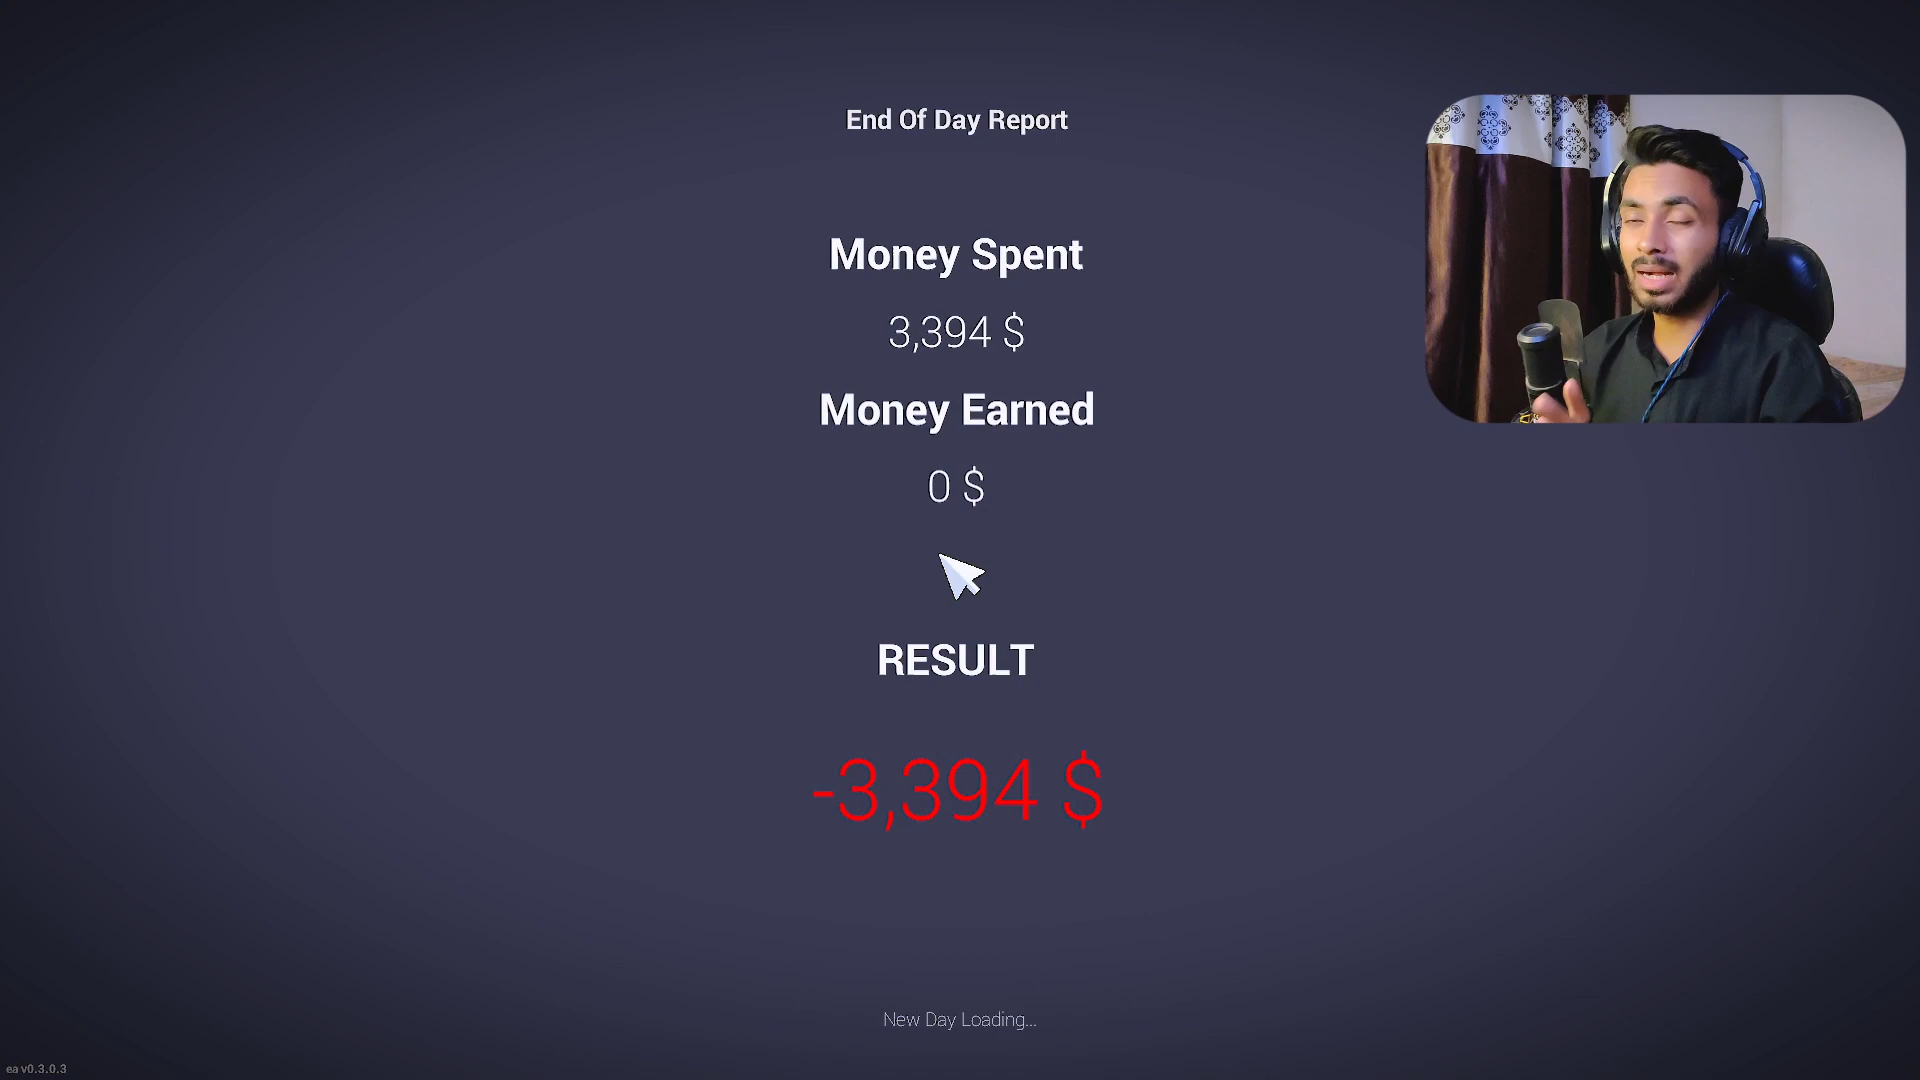 End Of Day Report
Money Spent
3,394 $
Money Earned
0 $
RESULT
-3,394 $
New Day Loading...
ea v0.3.0.3